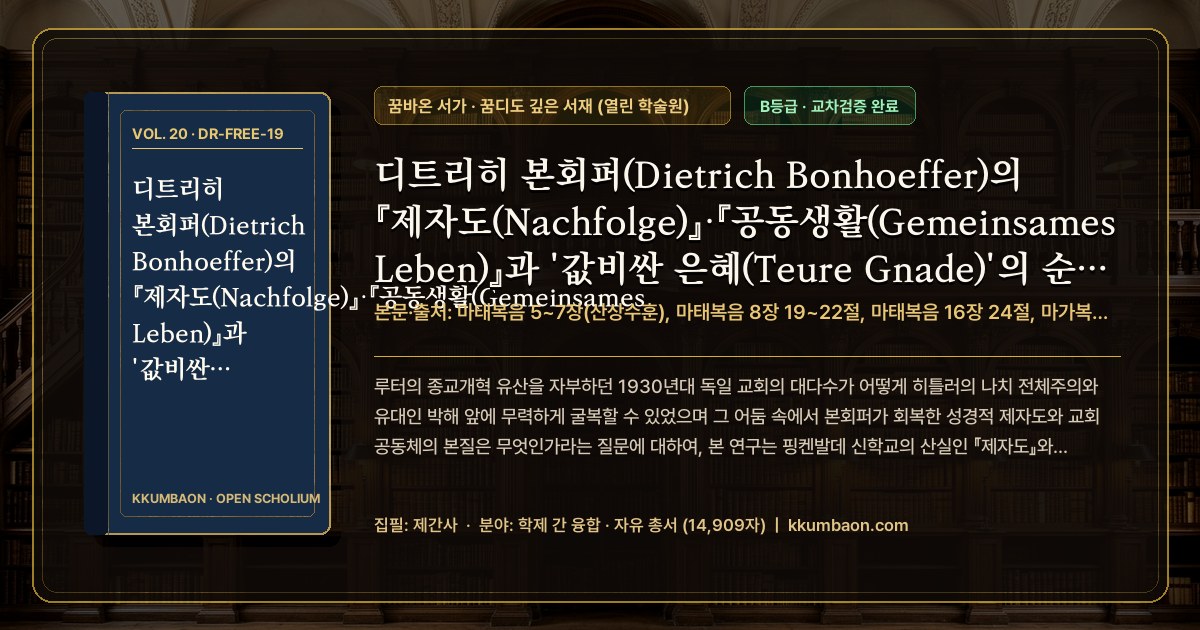 VOL. 20 · DR-FREE-19
디트리히
본회퍼(Dietrich
Bonhoeffer)의
『제자도(Nachfolge)』·『공동생활(Gemeinsames
Leben)』과
'값비싼…
KKUMBAON · OPEN SCHOLIUM
꿈바온 서가 · 꿈디도 깊은 서재 (열린 학술원)
B등급 · 교차검증 완료
디트리히 본회퍼(Dietrich Bonhoeffer)의
『제자도(Nachfolge)』·『공동생활(Gemeinsames
Leben)』과 '값비싼 은혜(Teure Gnade)'의 순…
본문·출처: 마태복음 5~7장(산상수훈), 마태복음 8장 19~22절, 마태복음 16장 24절, 마가복…
루터의 종교개혁 유산을 자부하던 1930년대 독일 교회의 대다수가 어떻게 히틀러의 나치 전체주의와
유대인 박해 앞에 무력하게 굴복할 수 있었으며 그 어둠 속에서 본회퍼가 회복한 성경적 제자도와 교회
공동체의 본질은 무엇인가라는 질문에 대하여, 본 연구는 핑켄발데 신학교의 산실인 『제자도』와…
집필: 제간사 · 분야: 학제 간 융합 · 자유 총서 (14,909자) | kkumbaon.com